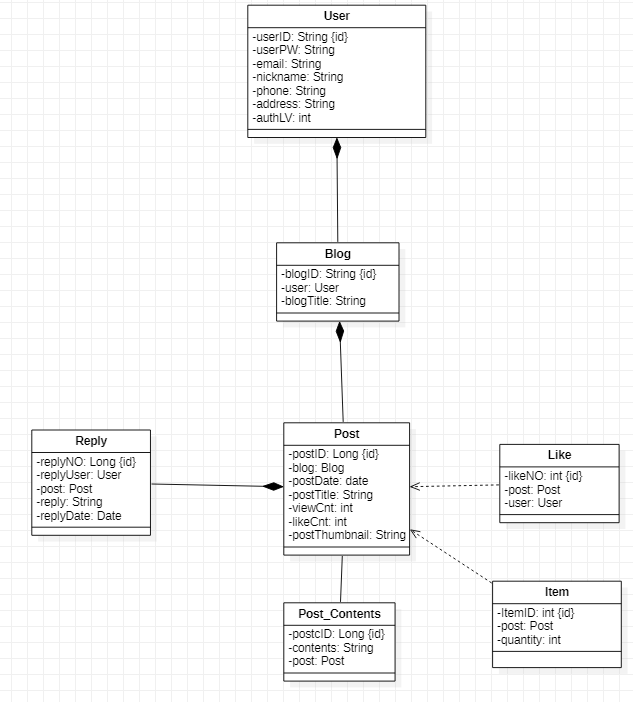 User
-userID: String {id}
-userPW: String
-email: String
-nickname: String
-phone: String
-address: String
-authLV: int
Blog
-blogID: String {id}
-user: User
-blogTitle: String
Reply
-replyNO: Long {id}
-replyUser: User
-post: Post
-reply: String
-replyDate: Date
Post
-postID: Long {id}
-blog: Blog
-postDate: date
-postTitle: String
-viewCnt: int
-likeCnt: int
-postThumbnail: String
Like
-likeNO: int {id}
-post: Post
-user: User
Post_Contents
-postcID: Long {id}
-contents: String
-post: Post
Item
-ItemID: int {id}
-post: Post
-quantity: int